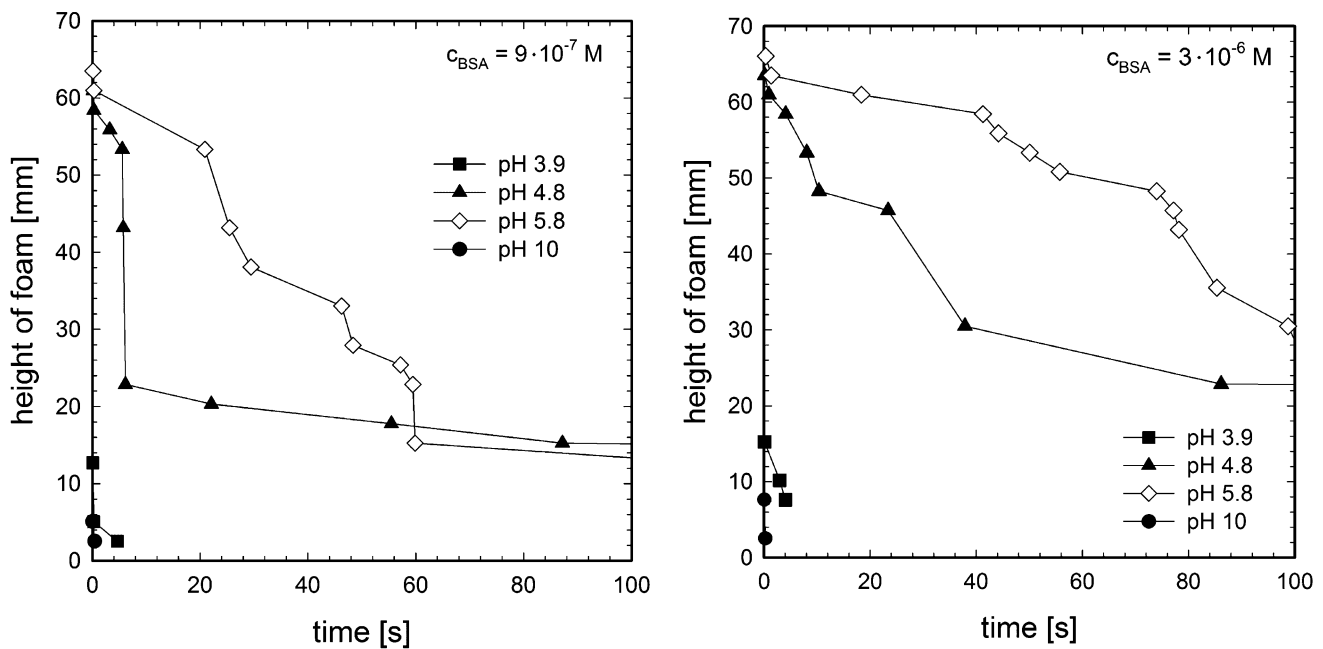 c_BSA = 9·10⁻⁷ M
70
60
50
40
30
20
10
0
height of foam [mm]
pH 3.9
pH 4.8
pH 5.8
pH 10
0 20 40 60 80 100
time [s]
c_BSA = 3·10⁻⁶ M
70
60
50
40
30
20
10
0
height of foam [mm]
pH 3.9
pH 4.8
pH 5.8
pH 10
0 20 40 60 80 100
time [s]